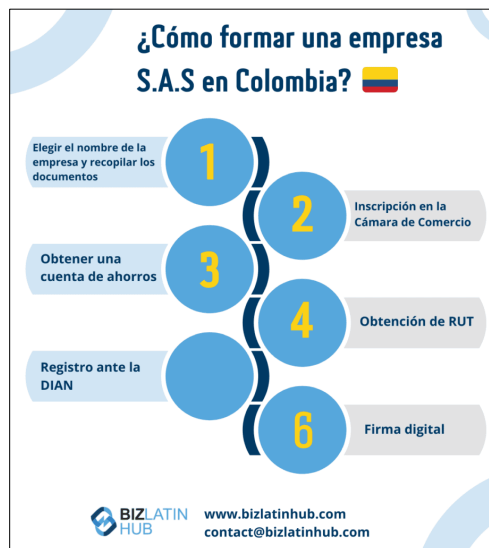 ¿Cómo formar una empresa
S.A.S en Colombia?
1
Elegir el nombre de la
empresa y recopilar los
documentos
2
Inscripción en la
Cámara de Comercio
3
Obtener una
cuenta de ahorros
4
Obtención de RUT
Registro ante la
DIAN
6
Firma digital
BIZLATIN
HUB
www.bizlatinhub.com
contact@bizlatinhub.com